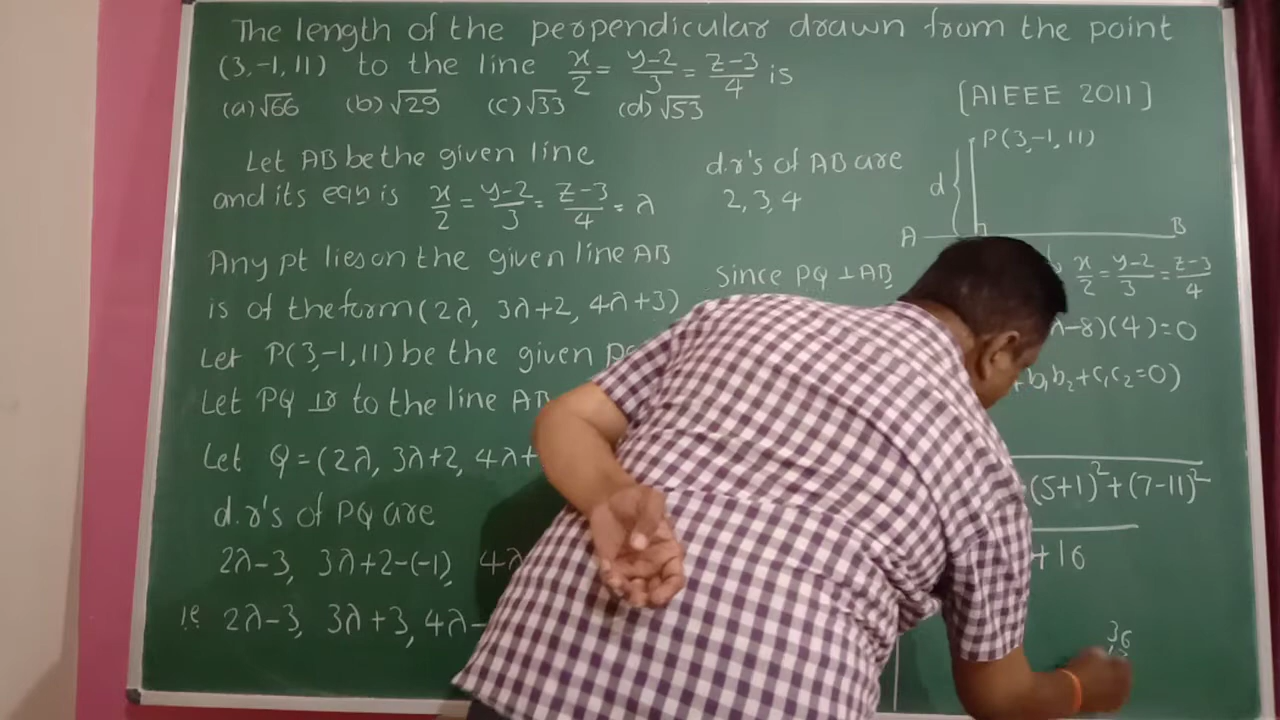 The length of the perpendicular drawn from the point
(3,-1,11) to the line x/2 = y-2/3 = z-3/4 is
(a) √66 (b) √29 (c) √33 (d) √53
[AIEEE 2011]
Let AB be the given line
and its eqn is x/2 = y-2/3 = z-3/4 = λ
Any pt lies on the given line AB
is of the form (2λ, 3λ+2, 4λ+3)
Let P(3,-1,11) be the given
Let PQ ⊥r to the line AB
Let Q=(2λ, 3λ+2, 4λ+
d.r's of PQ are
2λ-3, 3λ+2-(-1), 4λ
i.e 2λ-3, 3λ+3, 4λ-
d.r's of AB are
2, 3, 4
Since PQ ⊥ AB,
P(3,-1,11)
d
A B
x/2 = y-2/3 = z-3/4
λ-8)(4)=0
+b₁b₂+c₁c₂=0)
(5+1)²+(7-11)²
+16
36